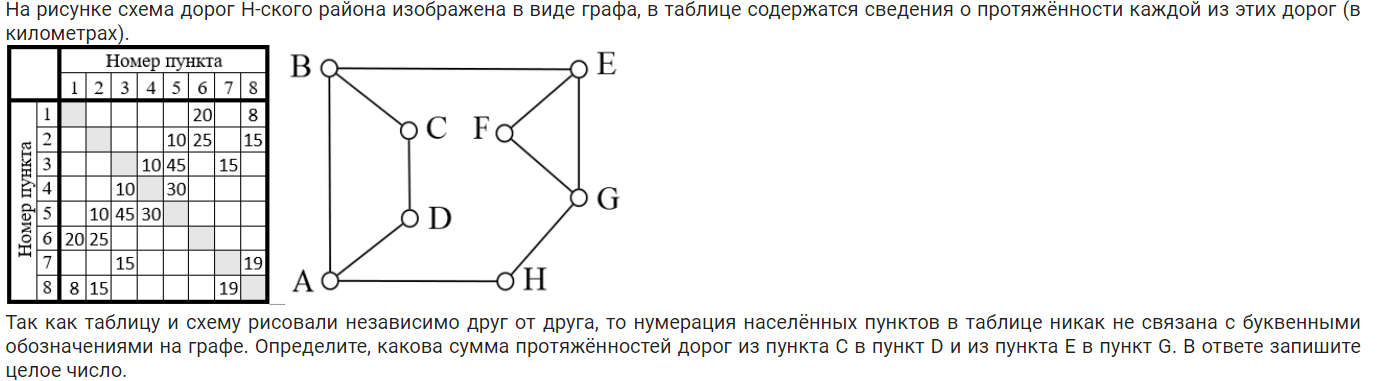 На рисунке схема дорог Н-ского района изображена в виде графа, в таблице содержатся сведения о протяжённости каждой из этих дорог (в
километрах).
Номер пункта
1 2 3 4 5 6 7 8
Номер пункта
1 20 8
2 10 25 15
3 10 45 15
4 10 30
5 10 45 30
6 20 25
7 15 19
8 8 15 19
B E
C F
G
D
A H
Так как таблицу и схему рисовали независимо друг от друга, то нумерация населённых пунктов в таблице никак не связана с буквенными
обозначениями на графе. Определите, какова сумма протяжённостей дорог из пункта C в пункт D и из пункта E в пункт G. В ответе запишите
целое число.